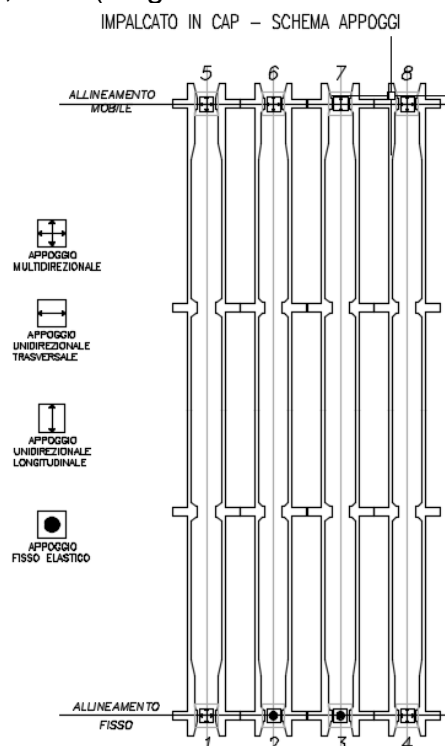 IMPALCATO IN CAP – SCHEMA APPOGGI
5 6 7 8
ALLINEAMENTO
MOBILE
APPOGGIO
MULTIDIREZIONALE
APPOGGIO
UNIDIREZIONALE
TRASVERSALE
APPOGGIO
UNIDIREZIONALE
LONGITUDINALE
APPOGGIO
FISSO ELASTICO
ALLINEAMENTO
FISSO
1 2 3 4